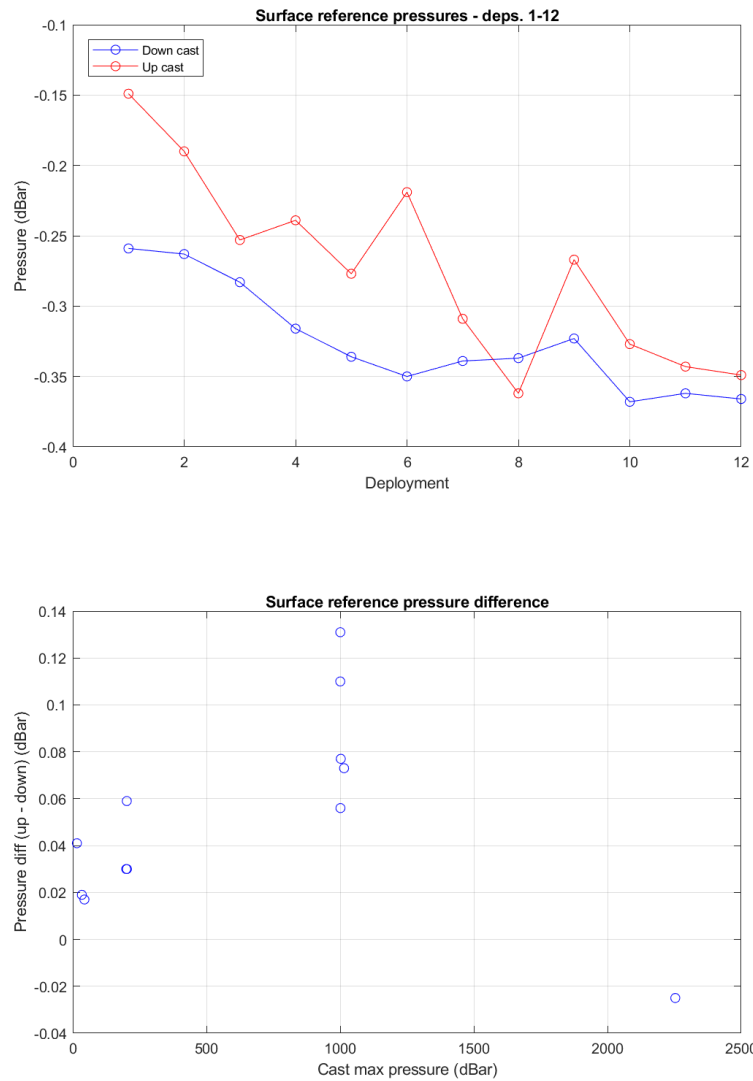 Surface reference pressures - deps. 1-12
-0.1
Down cast
Up cast
-0.15
-0.2
-0.25
-0.3
-0.35
-0.4
Pressure (dBar)
0 2 4 6 8 10 12
Deployment
Surface reference pressure difference
0.14
0.12
0.1
0.08
0.06
0.04
0.02
0
-0.02
-0.04
Pressure diff (up - down) (dBar)
0 500 1000 1500 2000 2500
Cast max pressure (dBar)